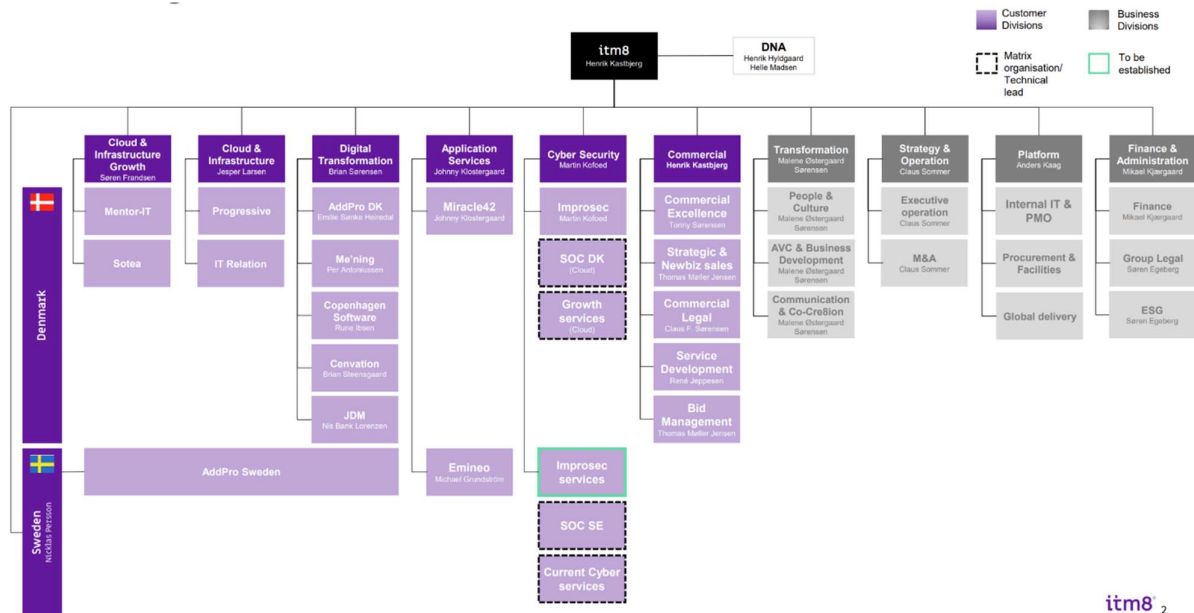 Customer
Divisions
Business
Divisions
Matrix
organisation/
Technical
lead
To be
established
itm8
Henrik Kastbjerg
DNA
Henrik Hyldgaard
Helle Madsen
Cloud &
Infrastructure
Growth
Søren Frandsen
Cloud &
Infrastructure
Jesper Larsen
Digital
Transformation
Brian Sørensen
Application
Services
Johnny Klostergaard
Cyber Security
Martin Kofoed
Commercial
Henrik Kastbjerg
Transformation
Malene Østergaard
Sørensen
Strategy &
Operation
Claus Sommer
Platform
Anders Kaag
Finance &
Administration
Mikael Kjærgaard
Denmark
Mentor-IT
Sotea
Progressive
IT Relation
AddPro DK
Emilie Sønke Heiredal
Me'ning
Per Antoniussen
Copenhagen
Software
Rune Ibsen
Cenvation
Brian Steensgaard
JDM
Nis Bank Lorenzen
Miracle42
Johnny Klostergaard
Improsec
Martin Kofoed
SOC DK
(Cloud)
Growth
services
(Cloud)
Commercial
Excellence
Tonny Sørensen
Strategic &
Newbiz sales
Thomas Møller Jensen
Commercial
Legal
Claus F. Sørensen
Service
Development
René Jeppesen
Bid
Management
Thomas Møller Jensen
People &
Culture
Malene Østergaard
Sørensen
AVC & Business
Development
Malene Østergaard
Sørensen
Communication
& Co-Cre8ion
Malene Østergaard
Sørensen
Executive
operation
Claus Sommer
M&A
Claus Sommer
Internal IT &
PMO
Procurement &
Facilities
Global delivery
Finance
Mikael Kjærgaard
Group Legal
Søren Egeberg
ESG
Søren Egeberg
Sweden
Nicklas Persson
AddPro Sweden
Emineo
Michael Grundström
Improsec
services
SOC SE
Current Cyber
services
itm8 2